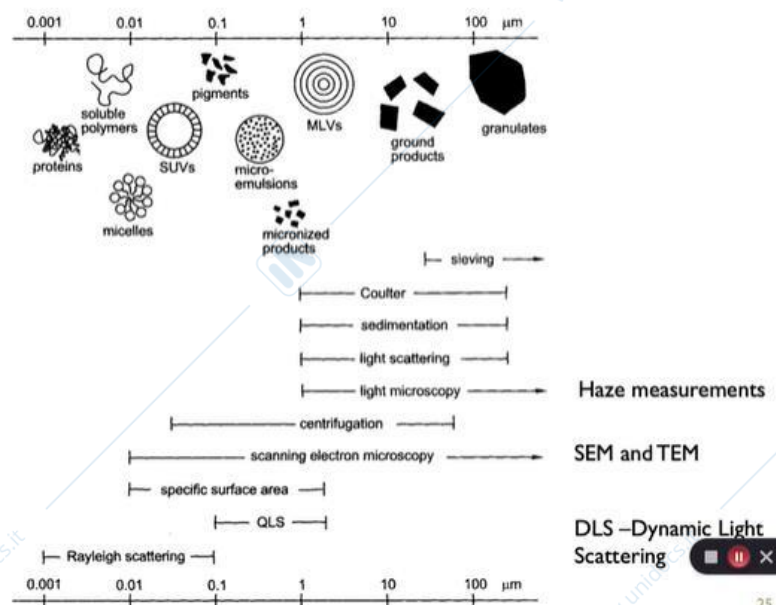 0.001 0.01 0.1 1 10 100 µm
soluble
polymers
pigments
MLVs
ground
products
granulates
proteins
SUVs
micro-
emulsions
micelles
micronized
products
sieving
Coulter
sedimentation
light scattering
light microscopy
Haze measurements
centrifugation
scanning electron microscopy
SEM and TEM
specific surface area
QLS
DLS –Dynamic Light
Scattering
Rayleigh scattering
0.001 0.01 0.1 1 10 100 µm